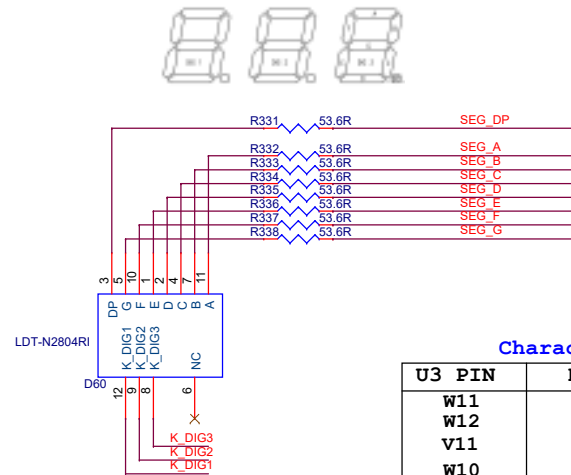 R331 53.6R SEG_DP
R332 53.6R SEG_A
R333 53.6R SEG_B
R334 53.6R SEG_C
R335 53.6R SEG_D
R336 53.6R SEG_E
R337 53.6R SEG_F
R338 53.6R SEG_G
3 5 10 1 2 4 7 11
DP G F E D C B A
LDT-N2804RI
K_DIG1 K_DIG2 K_DIG3 NC
D60
12 9 8 6
K_DIG3
K_DIG2
K_DIG1
Charac
U3 PIN
W11
W12
V11
W10